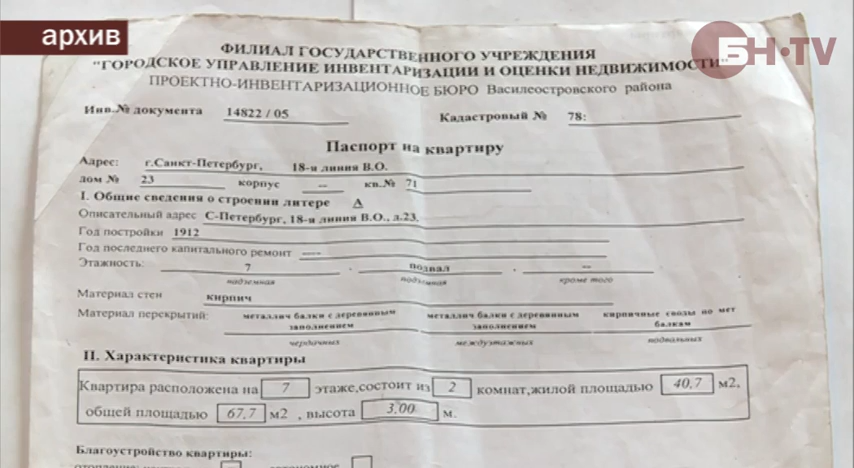 архив
БН·TV
ФИЛИАЛ ГОСУДАРСТВЕННОГО УЧРЕЖДЕНИЯ
"ГОРОДСКОЕ УПРАВЛЕНИЕ ИНВЕНТАРИЗАЦИИ И ОЦЕНКИ НЕДВИЖИМОСТИ"
ПРОЕКТНО-ИНВЕНТАРИЗАЦИОННОЕ БЮРО Василеостровского района
Инв.№ документа 14822 / 05 Кадастровый № 78:
Паспорт на квартиру
Адрес: г.Санкт-Петербург, 18-я линия В.О.
дом № 23 корпус -- кв.№ 71
I. Общие сведения о строении литере А
Описательный адрес С-Петербург, 18-я линия В.О., д.23.
Год постройки 1912
Год последнего капитального ремонт ----
Этажность: 7 . подвал . --
надземная подземная кроме того
Материал стен кирпич
Материал перекрытий: металлич балки с деревянным металлич балки с деревянным кирпичные своды по мет
заполнением заполнением балкам
чердачных междуэтажных подвальных
II. Характеристика квартиры
Квартира расположена на 7 этаже,состоит из 2 комнат,жилой площадью 40,7 м2,
общей площадью 67,7 м2 , высота 3,00 м.
Благоустройство квартиры: